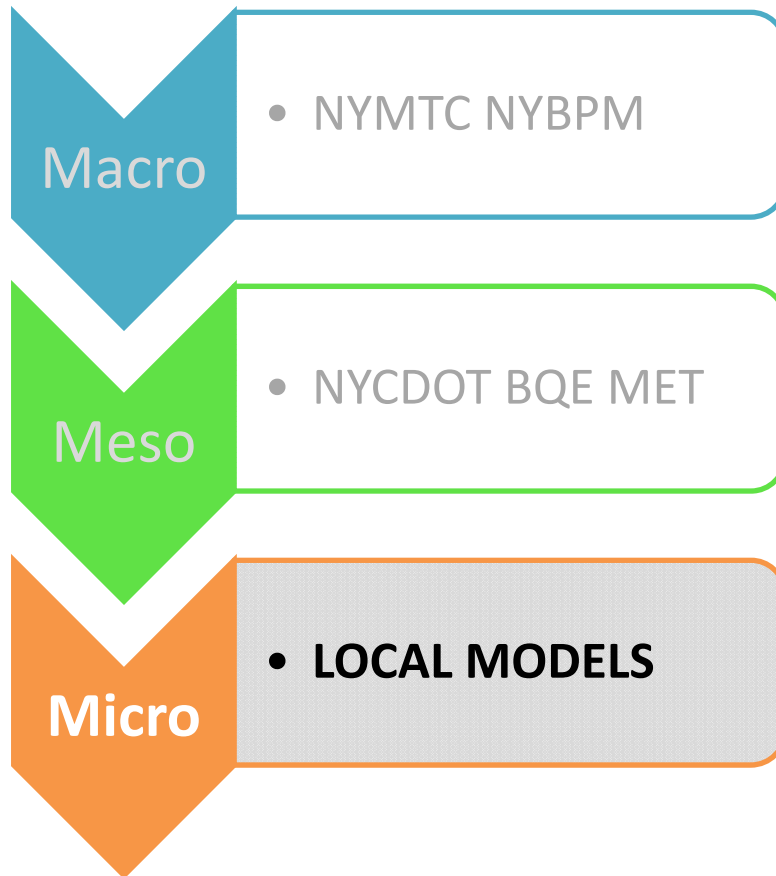 Macro
• NYMTC NYBPM
Meso
• NYCDOT BQE MET
Micro
• LOCAL MODELS